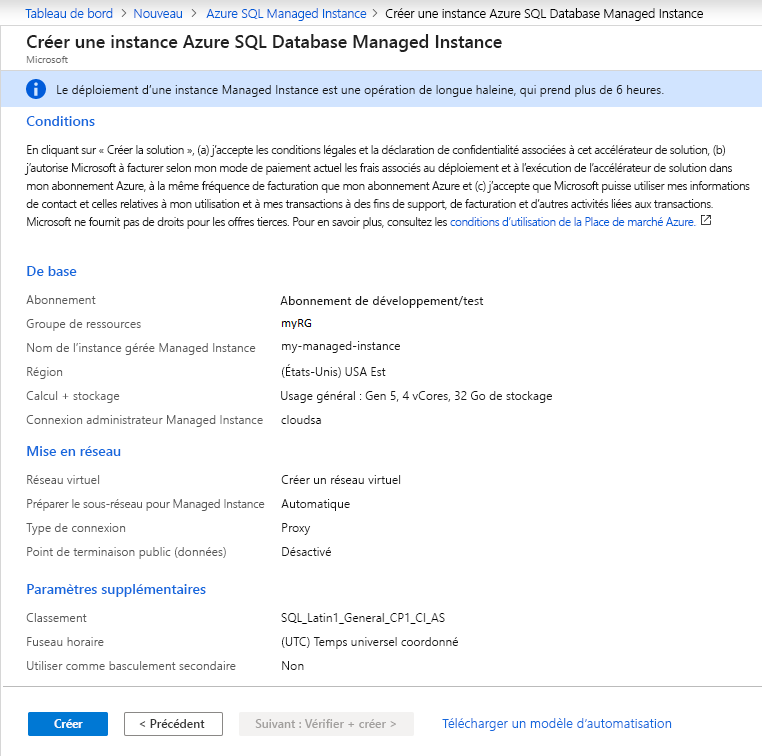 Tableau de bord > Nouveau > Azure SQL Managed Instance > Créer une instance Azure SQL Database Managed Instance
Créer une instance Azure SQL Database Managed Instance
Microsoft
Le déploiement d’une instance Managed Instance est une opération de longue haleine, qui prend plus de 6 heures.
Conditions
En cliquant sur « Créer la solution », (a) j’accepte les conditions légales et la déclaration de confidentialité associées à cet accélérateur de solution, (b)
j’autorise Microsoft à facturer selon mon mode de paiement actuel les frais associés au déploiement et à l’exécution de l’accélérateur de solution dans
mon abonnement Azure, à la même fréquence de facturation que mon abonnement Azure et (c) j’accepte que Microsoft puisse utiliser mes informations
de contact et celles relatives à mon utilisation et à mes transactions à des fins de support, de facturation et d’autres activités liées aux transactions.
Microsoft ne fournit pas de droits pour les offres tierces. Pour en savoir plus, consultez les conditions d’utilisation de la Place de marché Azure.
De base
Abonnement Abonnement de développement/test
Groupe de ressources myRG
Nom de l’instance gérée Managed Instance my-managed-instance
Région (États-Unis) USA Est
Calcul + stockage Usage général : Gen 5, 4 vCores, 32 Go de stockage
Connexion administrateur Managed Instance cloudsa
Mise en réseau
Réseau virtuel Créer un réseau virtuel
Préparer le sous-réseau pour Managed Instance Automatique
Type de connexion Proxy
Point de terminaison public (données) Désactivé
Paramètres supplémentaires
Classement SQL_Latin1_General_CP1_CI_AS
Fuseau horaire (UTC) Temps universel coordonné
Utiliser comme basculement secondaire Non
Créer < Précédent Suivant : Vérifier + créer > Télécharger un modèle d’automatisation